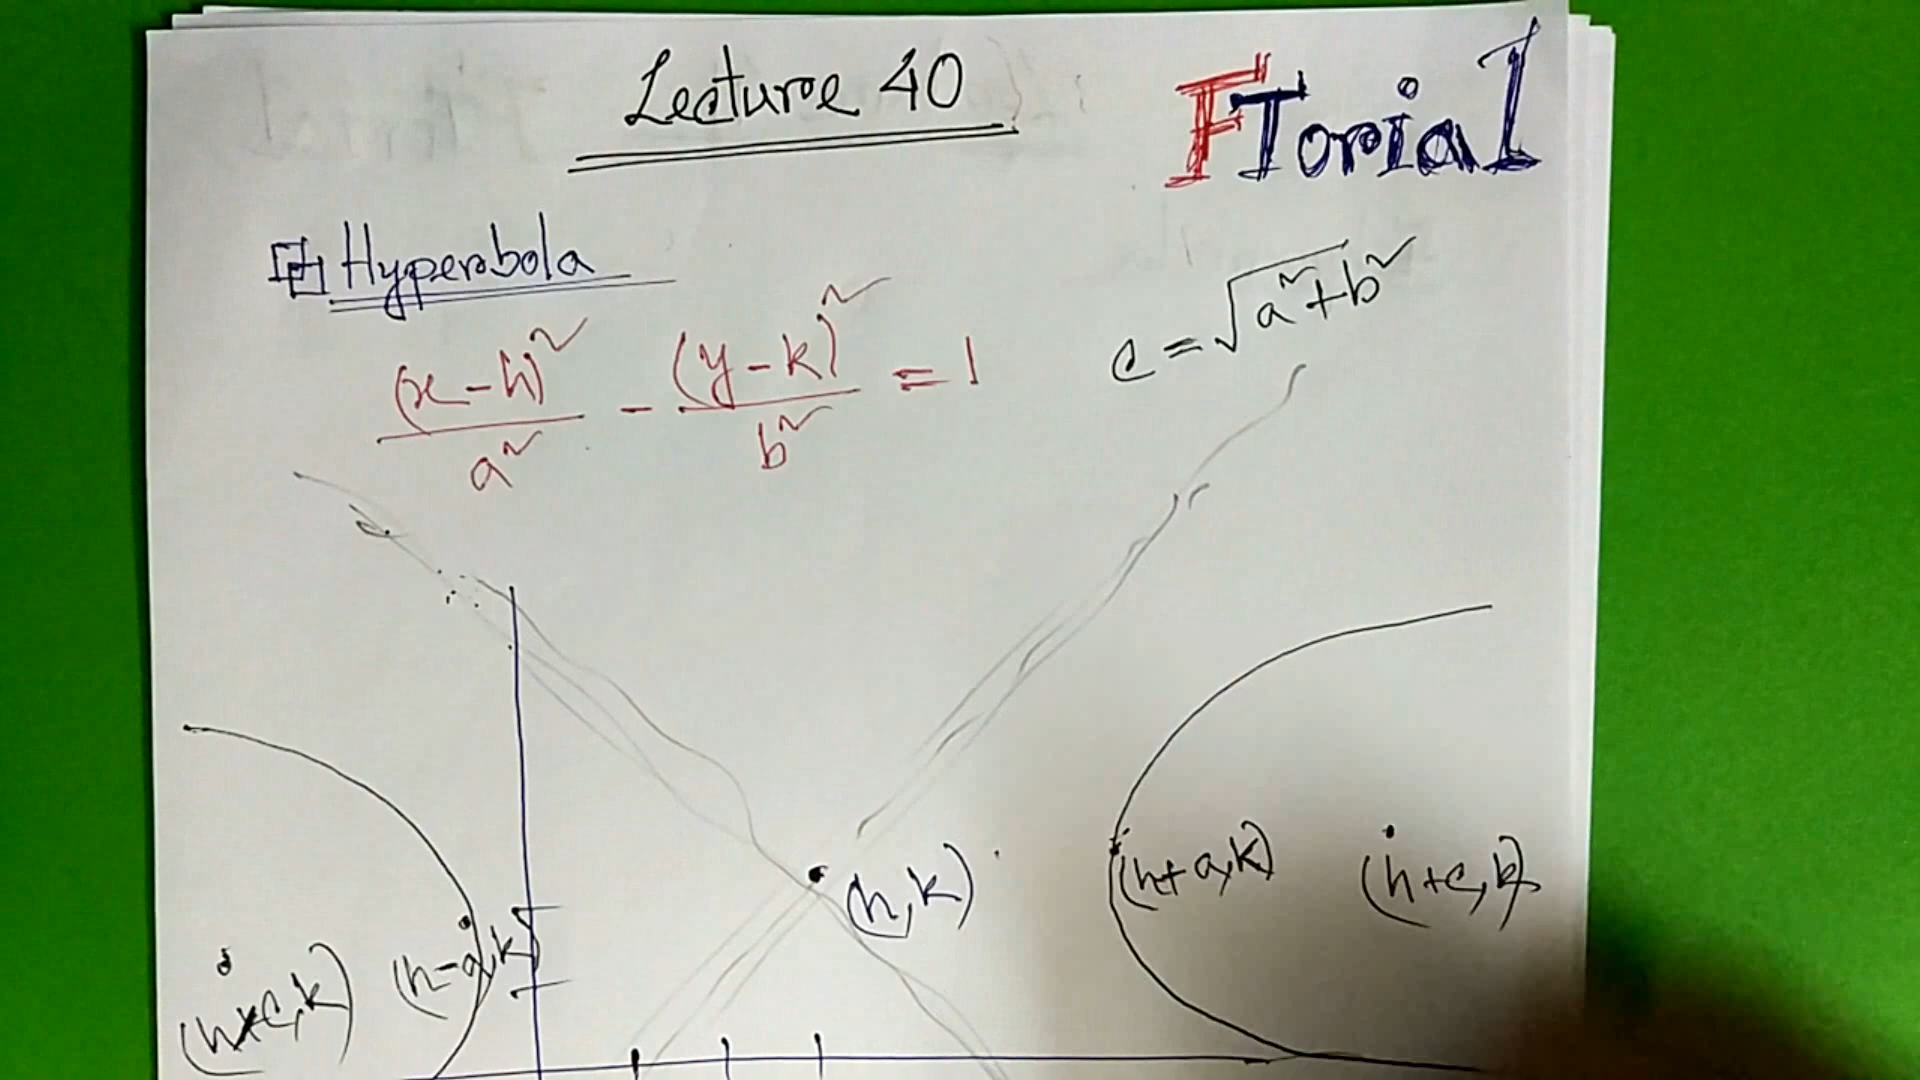 Lecture 40
FTorial
Hyperbola
(x-h)²/a² - (y-k)²/b² = 1
c = √a²+b²
(h+a,k)
(h+c,k)
(h,k)
(h-a,k)